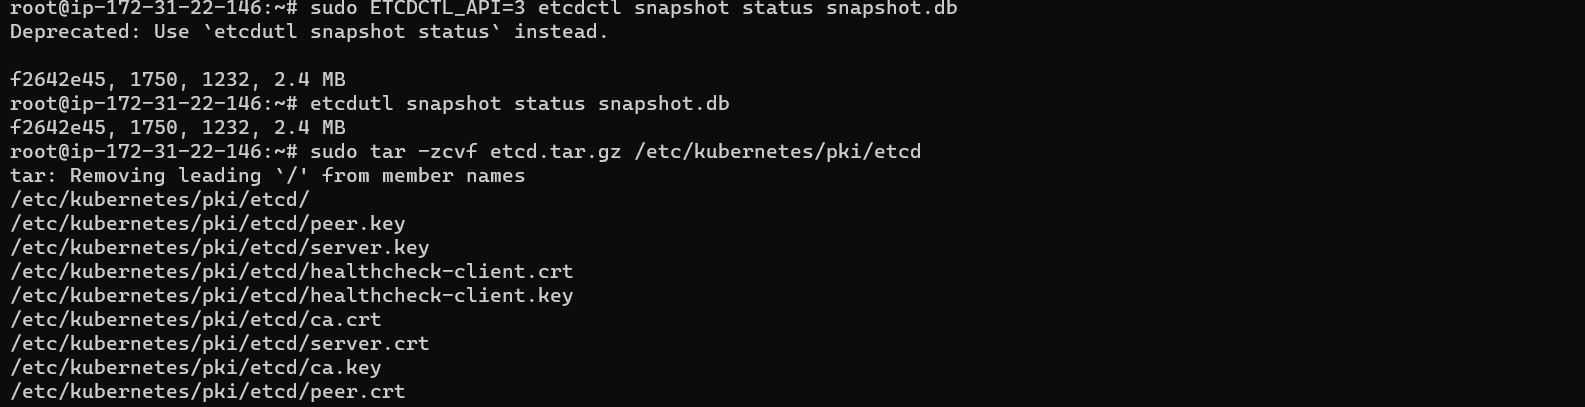 root@ip-172-31-22-146:~# sudo ETCDCTL_API=3 etcdctl snapshot status snapshot.db
Deprecated: Use `etcdutl snapshot status` instead.
f2642e45, 1750, 1232, 2.4 MB
root@ip-172-31-22-146:~# etcdutl snapshot status snapshot.db
f2642e45, 1750, 1232, 2.4 MB
root@ip-172-31-22-146:~# sudo tar -zcvf etcd.tar.gz /etc/kubernetes/pki/etcd
tar: Removing leading `/' from member names
/etc/kubernetes/pki/etcd/
/etc/kubernetes/pki/etcd/peer.key
/etc/kubernetes/pki/etcd/server.key
/etc/kubernetes/pki/etcd/healthcheck-client.crt
/etc/kubernetes/pki/etcd/healthcheck-client.key
/etc/kubernetes/pki/etcd/ca.crt
/etc/kubernetes/pki/etcd/server.crt
/etc/kubernetes/pki/etcd/ca.key
/etc/kubernetes/pki/etcd/peer.crt